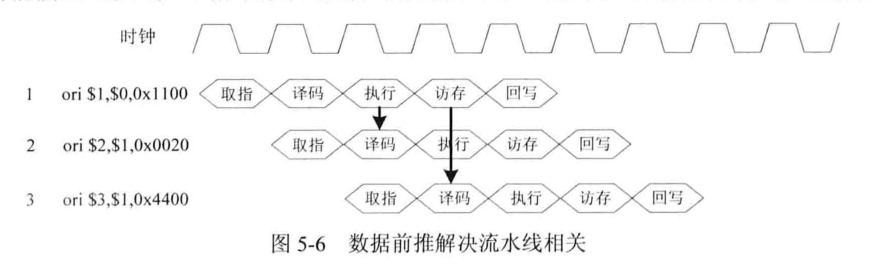 时钟
1 ori $1,$0,0x1100 取指 译码 执行 访存 回写
2 ori $2,$1,0x0020 取指 译码 执行 访存 回写
3 ori $3,$1,0x4400 取指 译码 执行 访存 回写
图 5-6 数据前推解决流水线相关